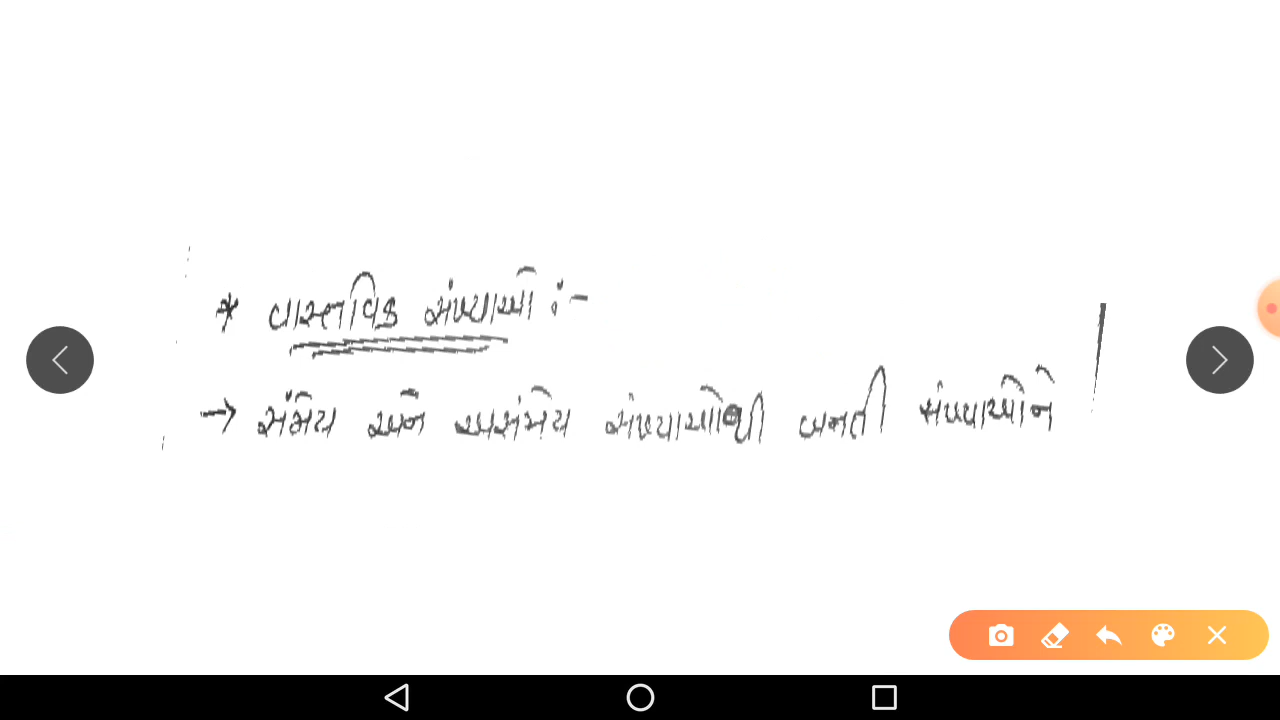 * વાસ્તવિક સંખ્યાઓ :-
→ સંમેય અને અસંમેય સંખ્યાઓથી બનતી સંખ્યાઓને